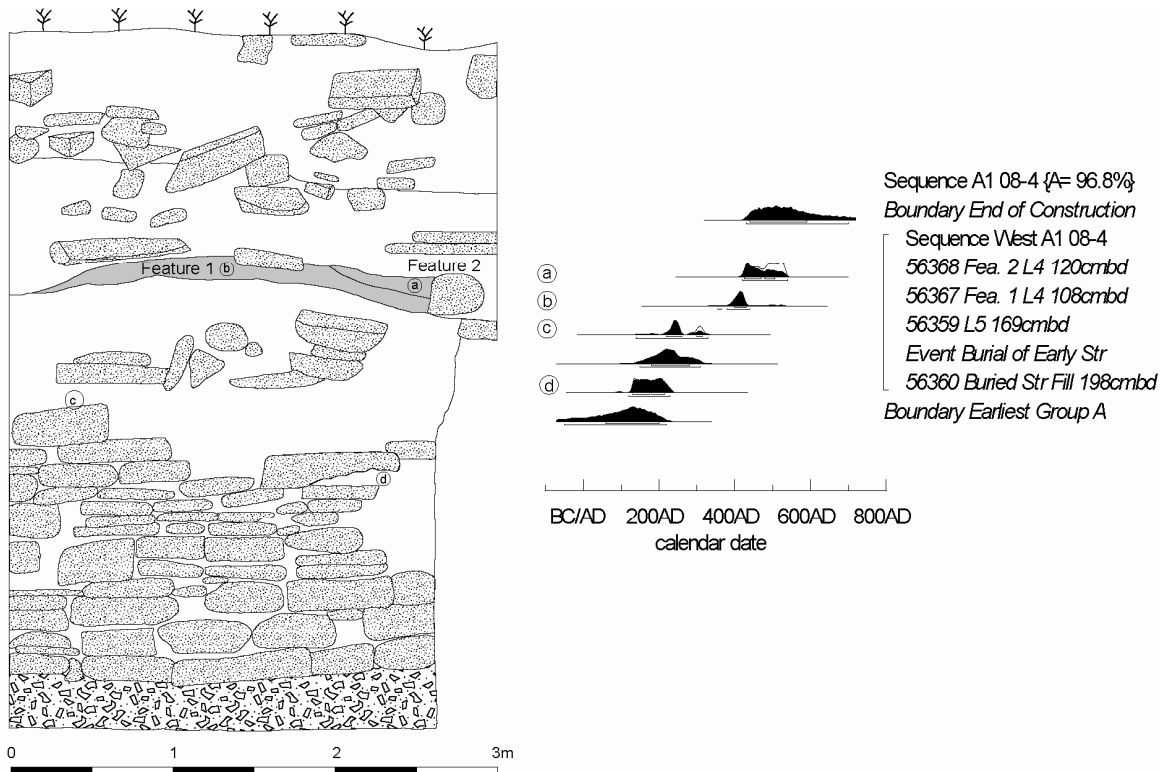 Feature 1 ⓑ
Feature 2
ⓐ
ⓒ
ⓓ
0 1 2 3m
Sequence A1 08-4 {A= 96.8%}
Boundary End of Construction
Sequence West A1 08-4
ⓐ 56368 Fea. 2 L4 120cmbd
ⓑ 56367 Fea. 1 L4 108cmbd
ⓒ 56359 L5 169cmbd
Event Burial of Early Str
ⓓ 56360 Buried Str Fill 198cmbd
Boundary Earliest Group A
BC/AD 200AD 400AD 600AD 800AD
calendar date